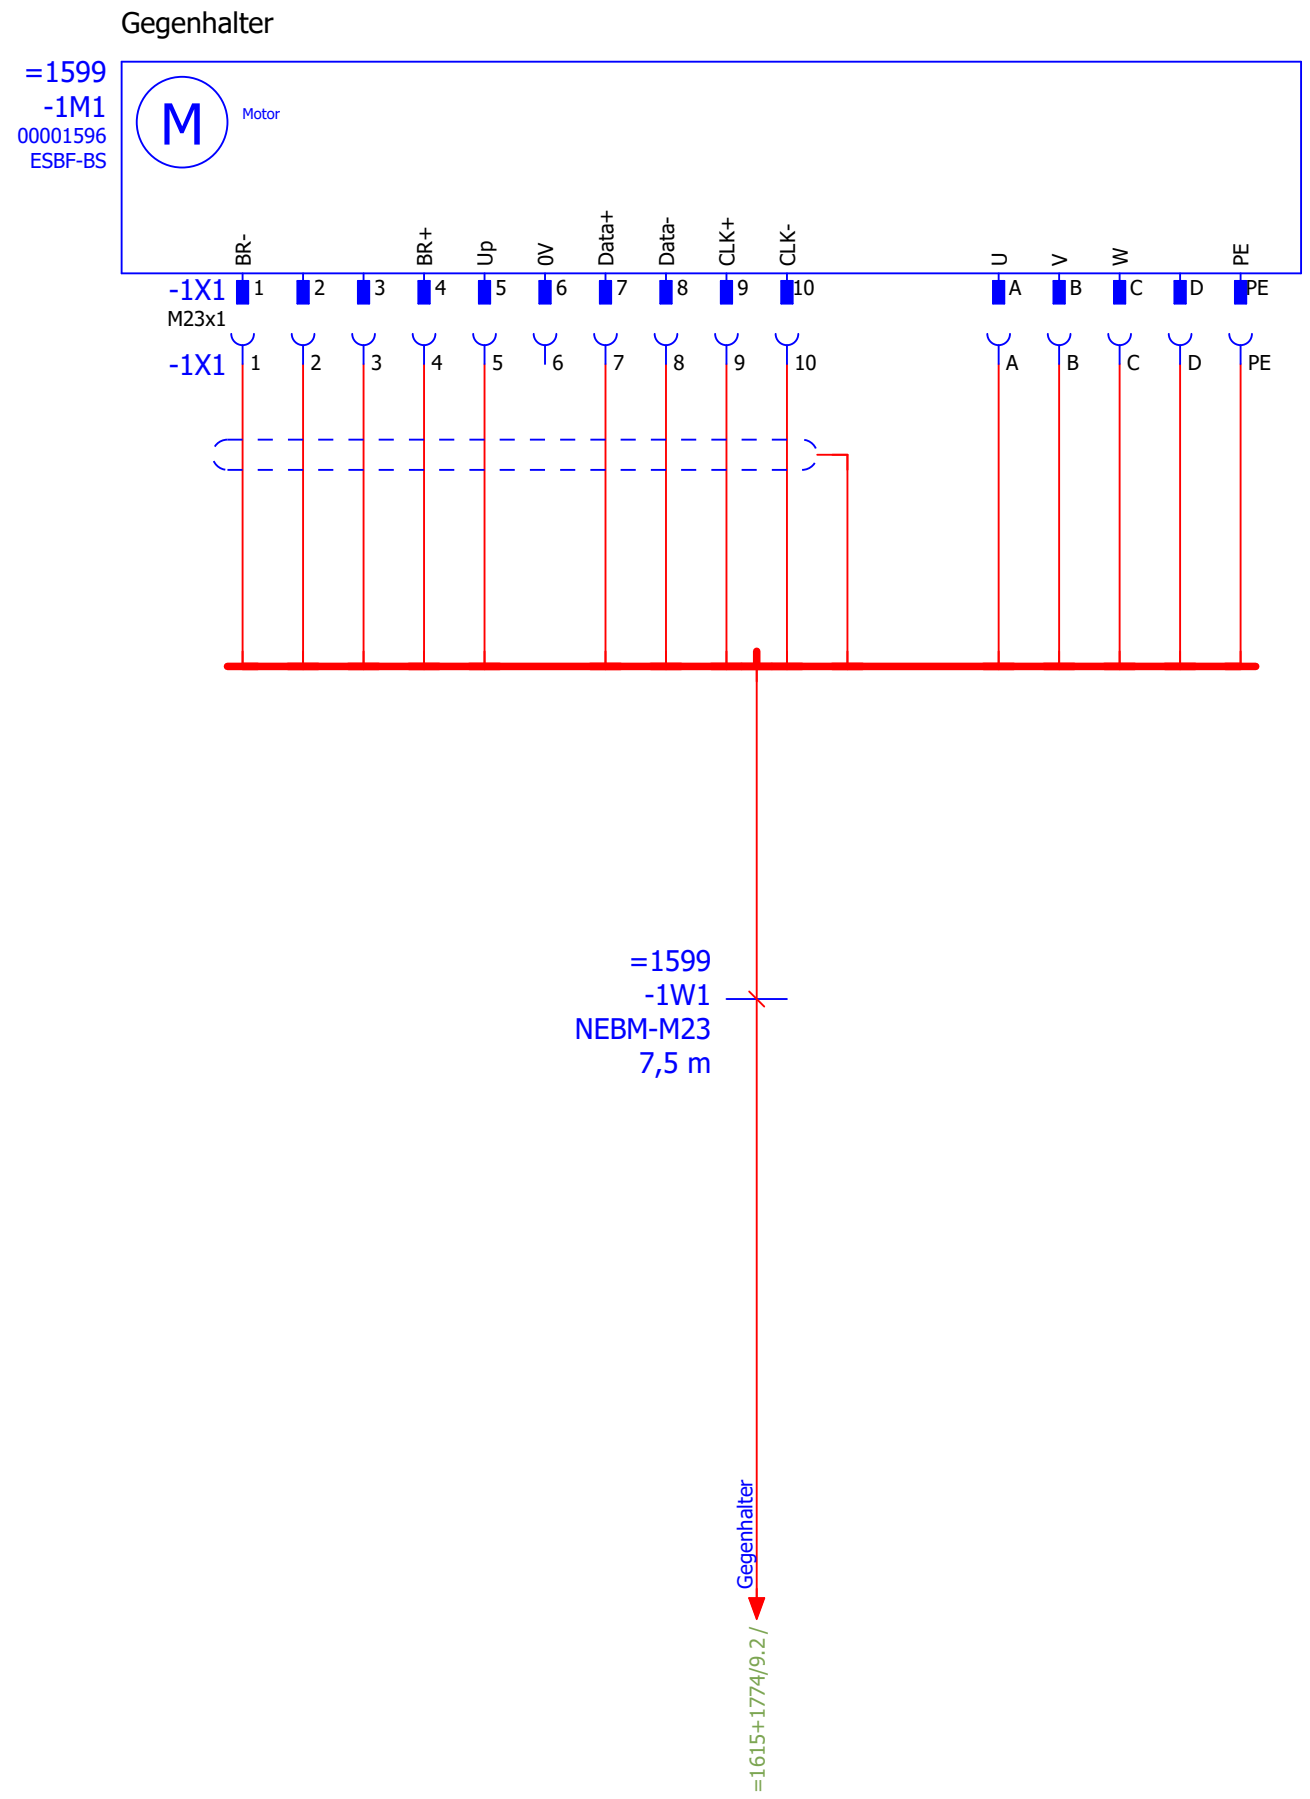 Gegenhalter
=1599
-1M1
00001596
ESBF-BS
M
Motor
BR-
BR+
Up
0V
Data+
Data-
CLK+
CLK-
U
V
W
PE
-1X1 1 2 3 4 5 6 7 8 9 10 A B C D PE
M23x1
-1X1 1 2 3 4 5 6 7 8 9 10 A B C D PE
=1599
-1W1
NEBM-M23
7,5 m
Gegenhalter
=1615+1774/9.2 /